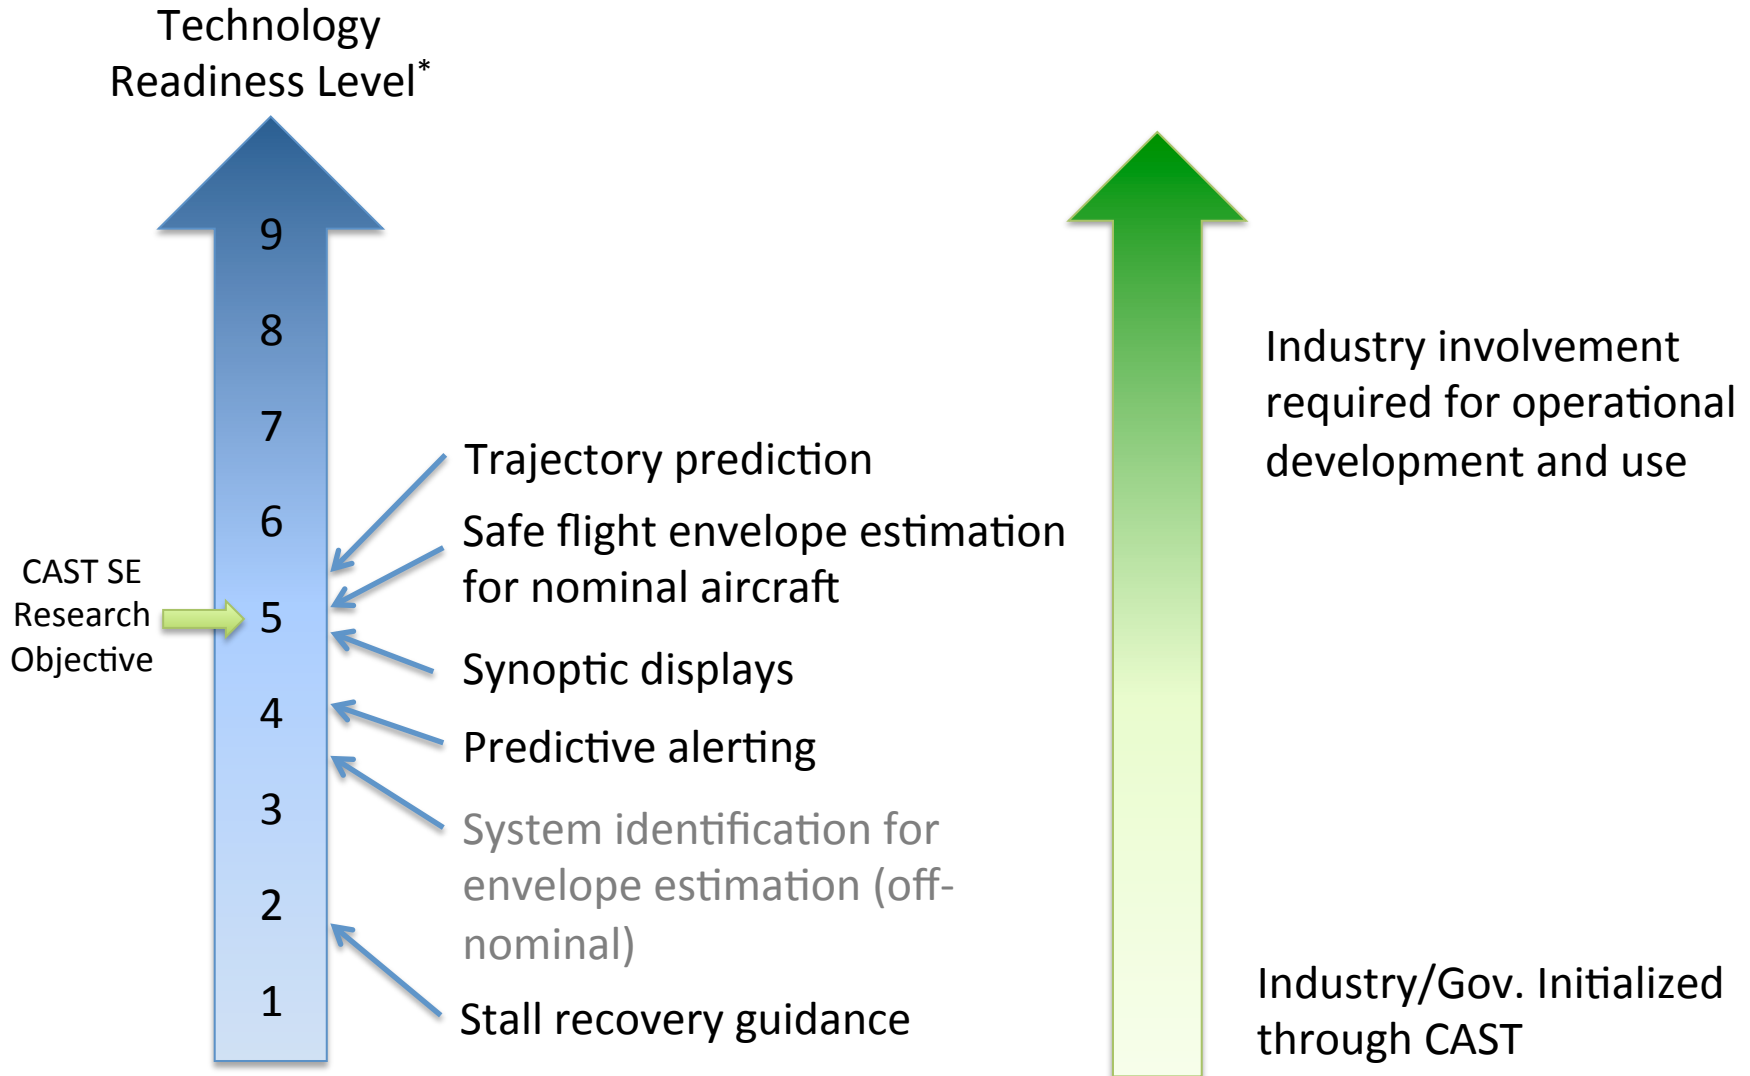 Technology
Readiness Level*
9
8
7
6
5
4
3
2
1
CAST SE
Research
Objective
Trajectory prediction
Safe flight envelope estimation
for nominal aircraft
Synoptic displays
Predictive alerting
System identification for
envelope estimation (off-
nominal)
Stall recovery guidance
Industry involvement
required for operational
development and use
Industry/Gov. Initialized
through CAST